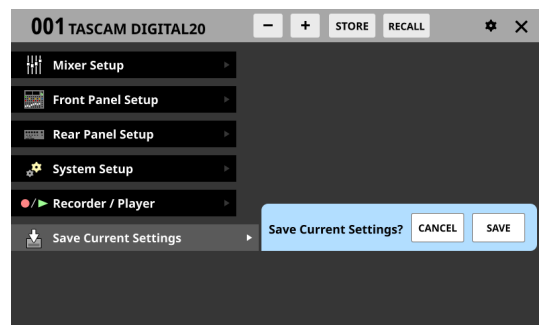 001 TASCAM DIGITAL20
− + STORE RECALL
Mixer Setup
Front Panel Setup
Rear Panel Setup
System Setup
Recorder / Player
Save Current Settings
Save Current Settings? CANCEL SAVE